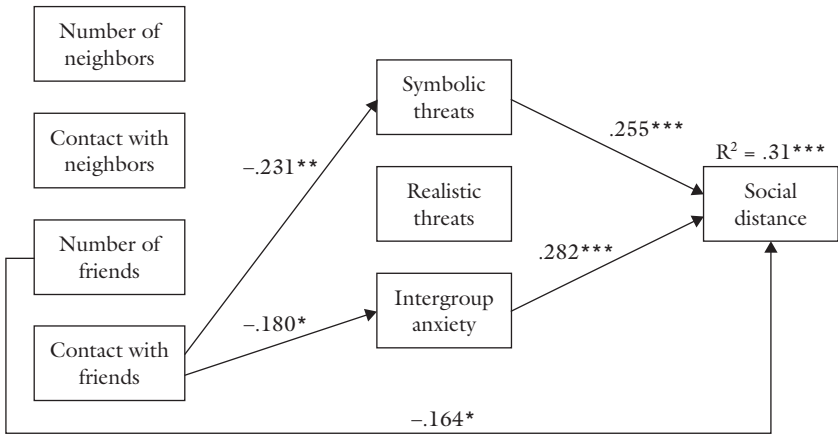 Number of
neighbors
Contact with
neighbors
Number of
friends
Contact with
friends
–.231**
–.180*
Symbolic
threats
Realistic
threats
Intergroup
anxiety
.255***
.282***
R² = .31***
Social
distance
–.164*